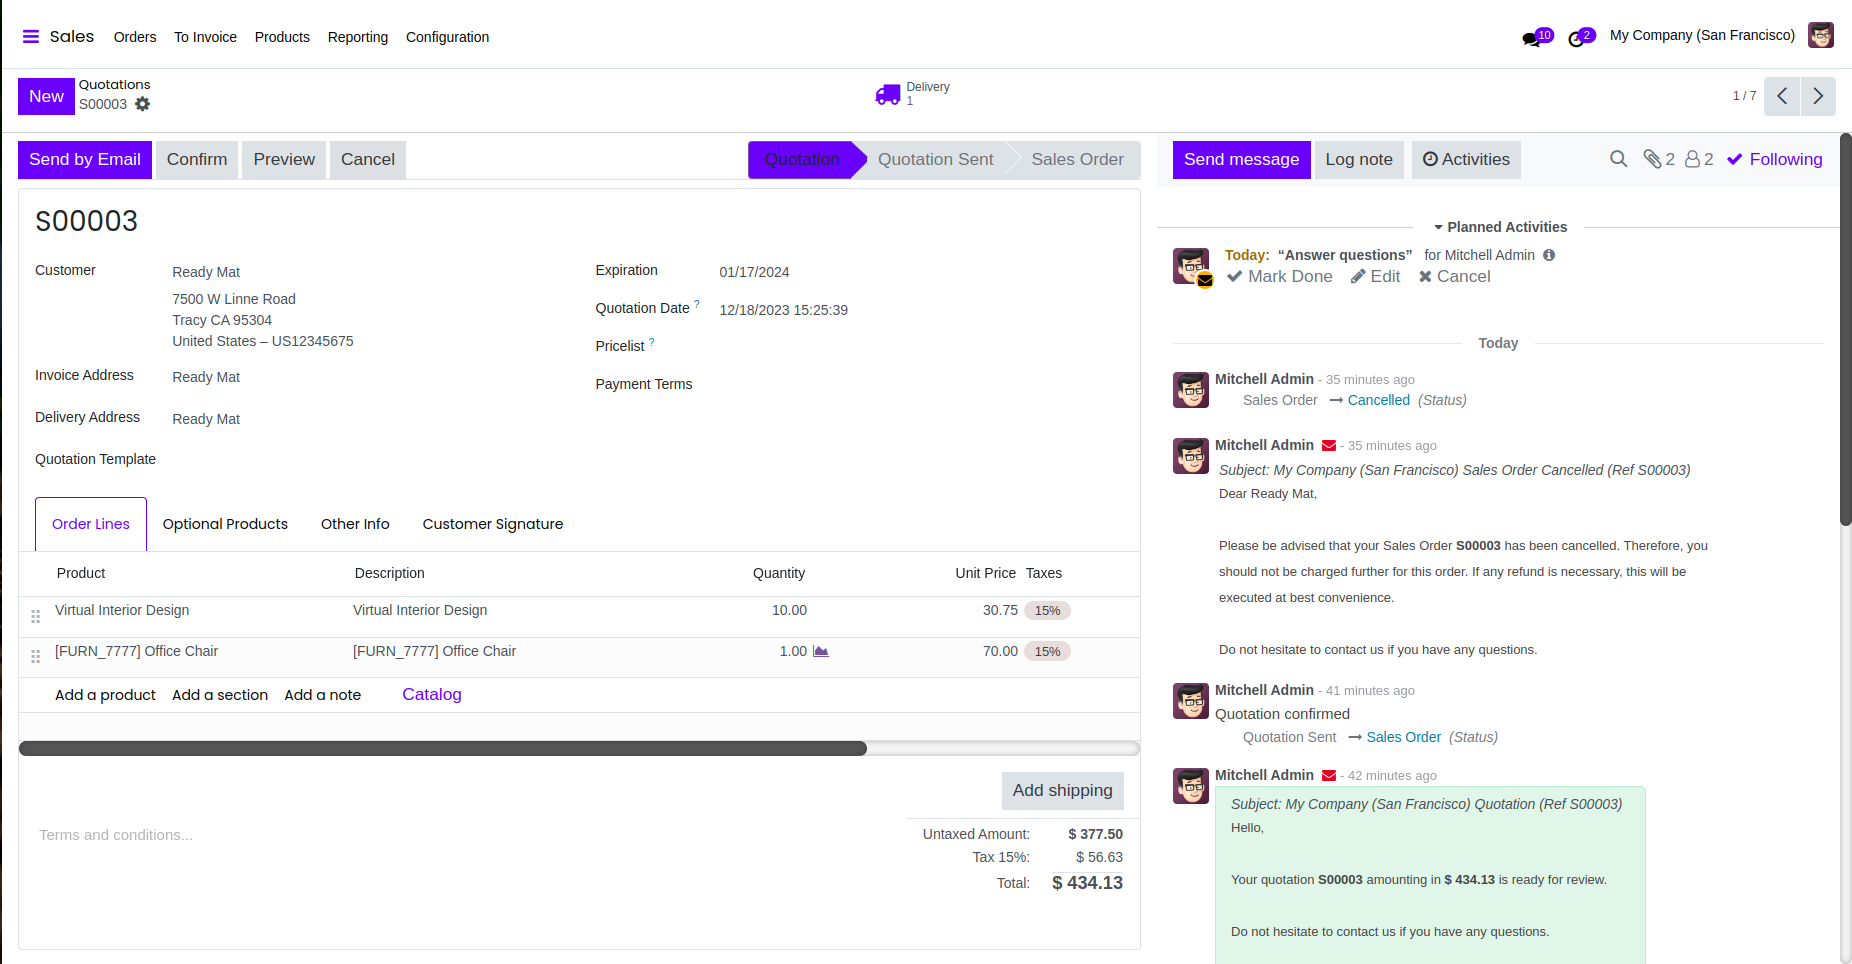 Sales Orders To Invoice Products Reporting Configuration 10 2 My Company (San Francisco)
New
Quotations
S00003
Delivery
1
1 / 7
Send by Email Confirm Preview Cancel
Quotation Quotation Sent Sales Order
S00003
Customer Ready Mat
7500 W Linne Road
Tracy CA 95304
United States – US12345675
Invoice Address Ready Mat
Delivery Address Ready Mat
Quotation Template
Expiration 01/17/2024
Quotation Date ? 12/18/2023 15:25:39
Pricelist ?
Payment Terms
Order Lines Optional Products Other Info Customer Signature
Product Description Quantity Unit Price Taxes
Virtual Interior Design Virtual Interior Design 10.00 30.75 15%
[FURN_7777] Office Chair [FURN_7777] Office Chair 1.00 70.00 15%
Add a product Add a section Add a note Catalog
Add shipping
Terms and conditions...
Untaxed Amount: $ 377.50
Tax 15%: $ 56.63
Total: $ 434.13
Send message Log note Activities 2 2 Following
Planned Activities
Today: “Answer questions” for Mitchell Admin
Mark Done Edit Cancel
Today
Mitchell Admin - 35 minutes ago
Sales Order Cancelled (Status)
Mitchell Admin - 35 minutes ago
Subject: My Company (San Francisco) Sales Order Cancelled (Ref S00003)
Dear Ready Mat,
Please be advised that your Sales Order S00003 has been cancelled. Therefore, you
should not be charged further for this order. If any refund is necessary, this will be
executed at best convenience.
Do not hesitate to contact us if you have any questions.
Mitchell Admin - 41 minutes ago
Quotation confirmed
Quotation Sent Sales Order (Status)
Mitchell Admin - 42 minutes ago
Subject: My Company (San Francisco) Quotation (Ref S00003)
Hello,
Your quotation S00003 amounting in $ 434.13 is ready for review.
Do not hesitate to contact us if you have any questions.